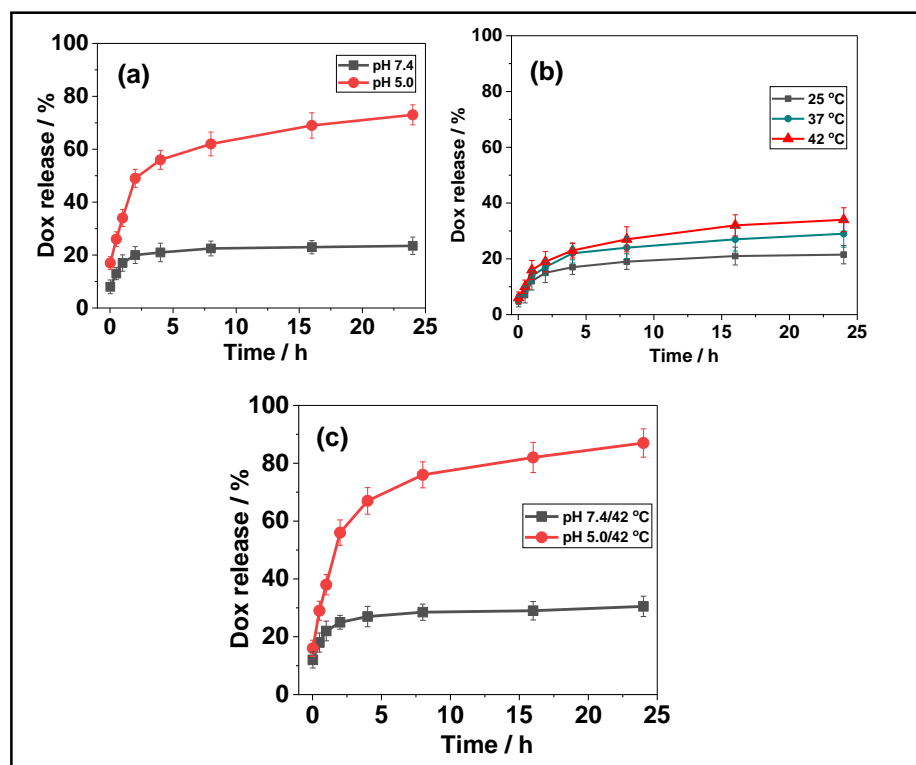 (a)
pH 7.4
pH 5.0
100
80
60
40
20
0
Dox release / %
0 5 10 15 20 25
Time / h
(b)
25 °C
37 °C
42 °C
100
80
60
40
20
0
Dox release / %
0 5 10 15 20 25
Time / h
(c)
pH 7.4/42 °C
pH 5.0/42 °C
100
80
60
40
20
0
Dox release / %
0 5 10 15 20 25
Time / h